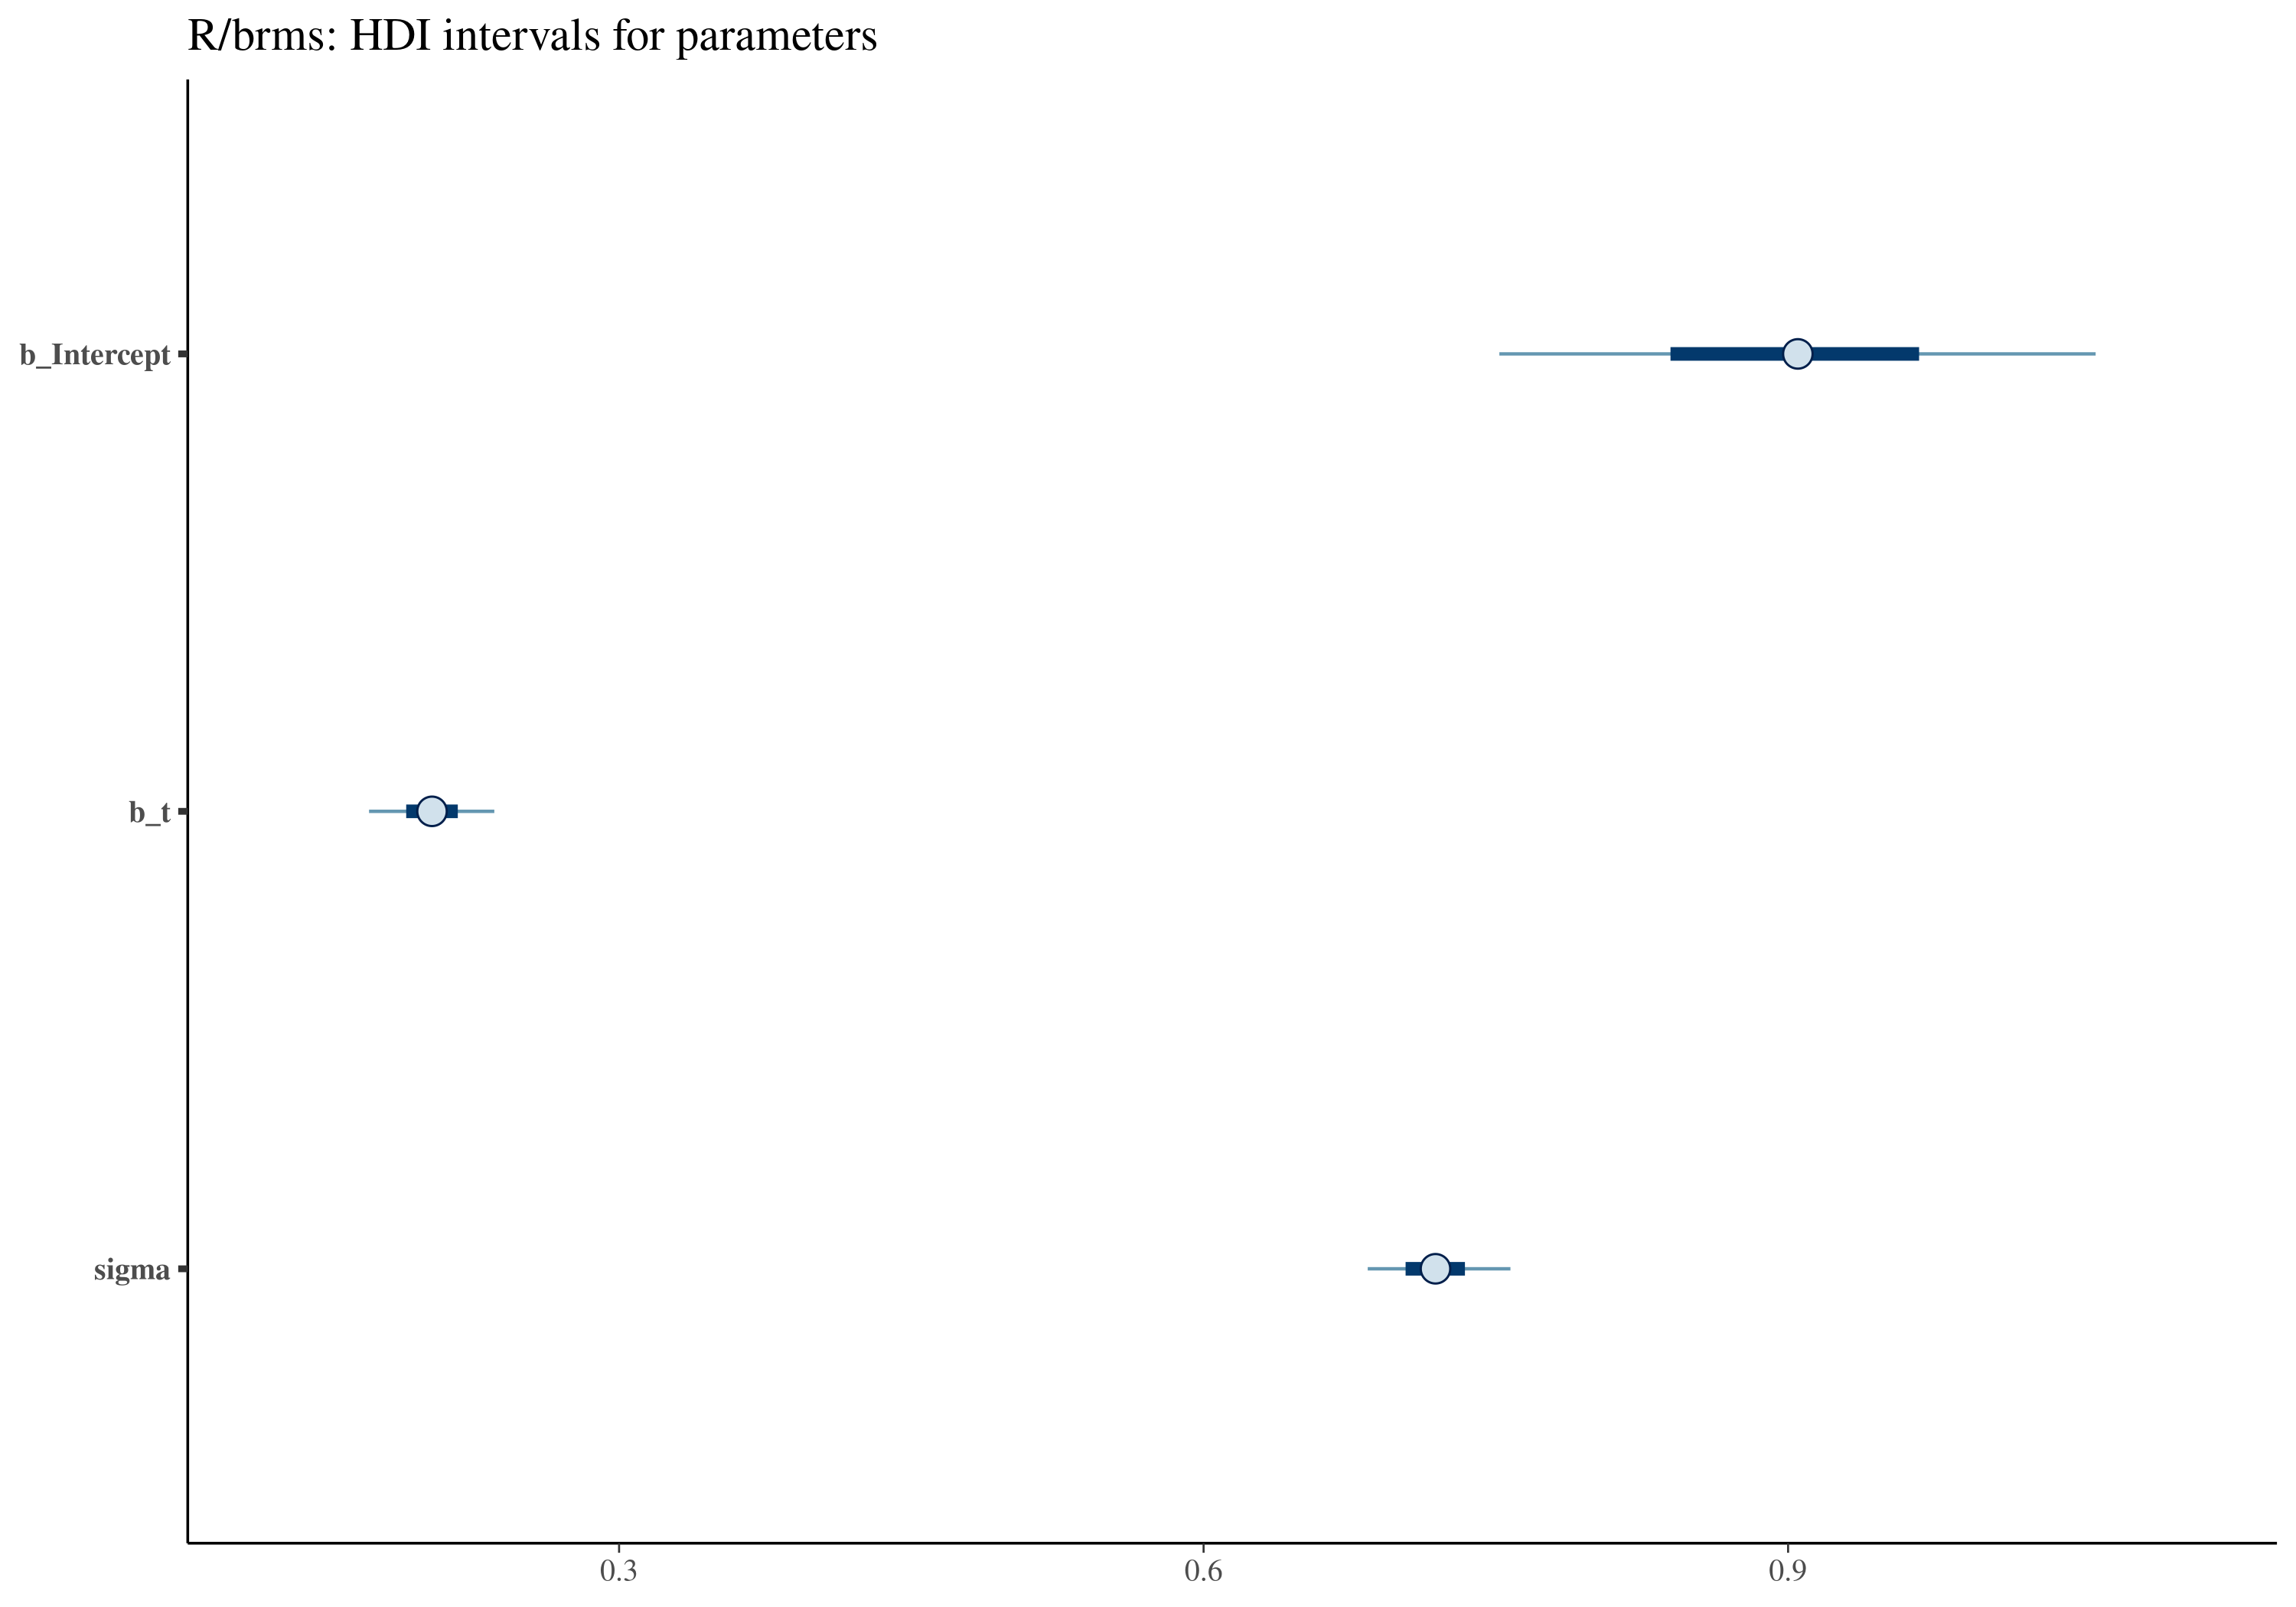 R/brms: HDI intervals for parameters
b_Intercept
b_t
sigma
0.3 0.6 0.9